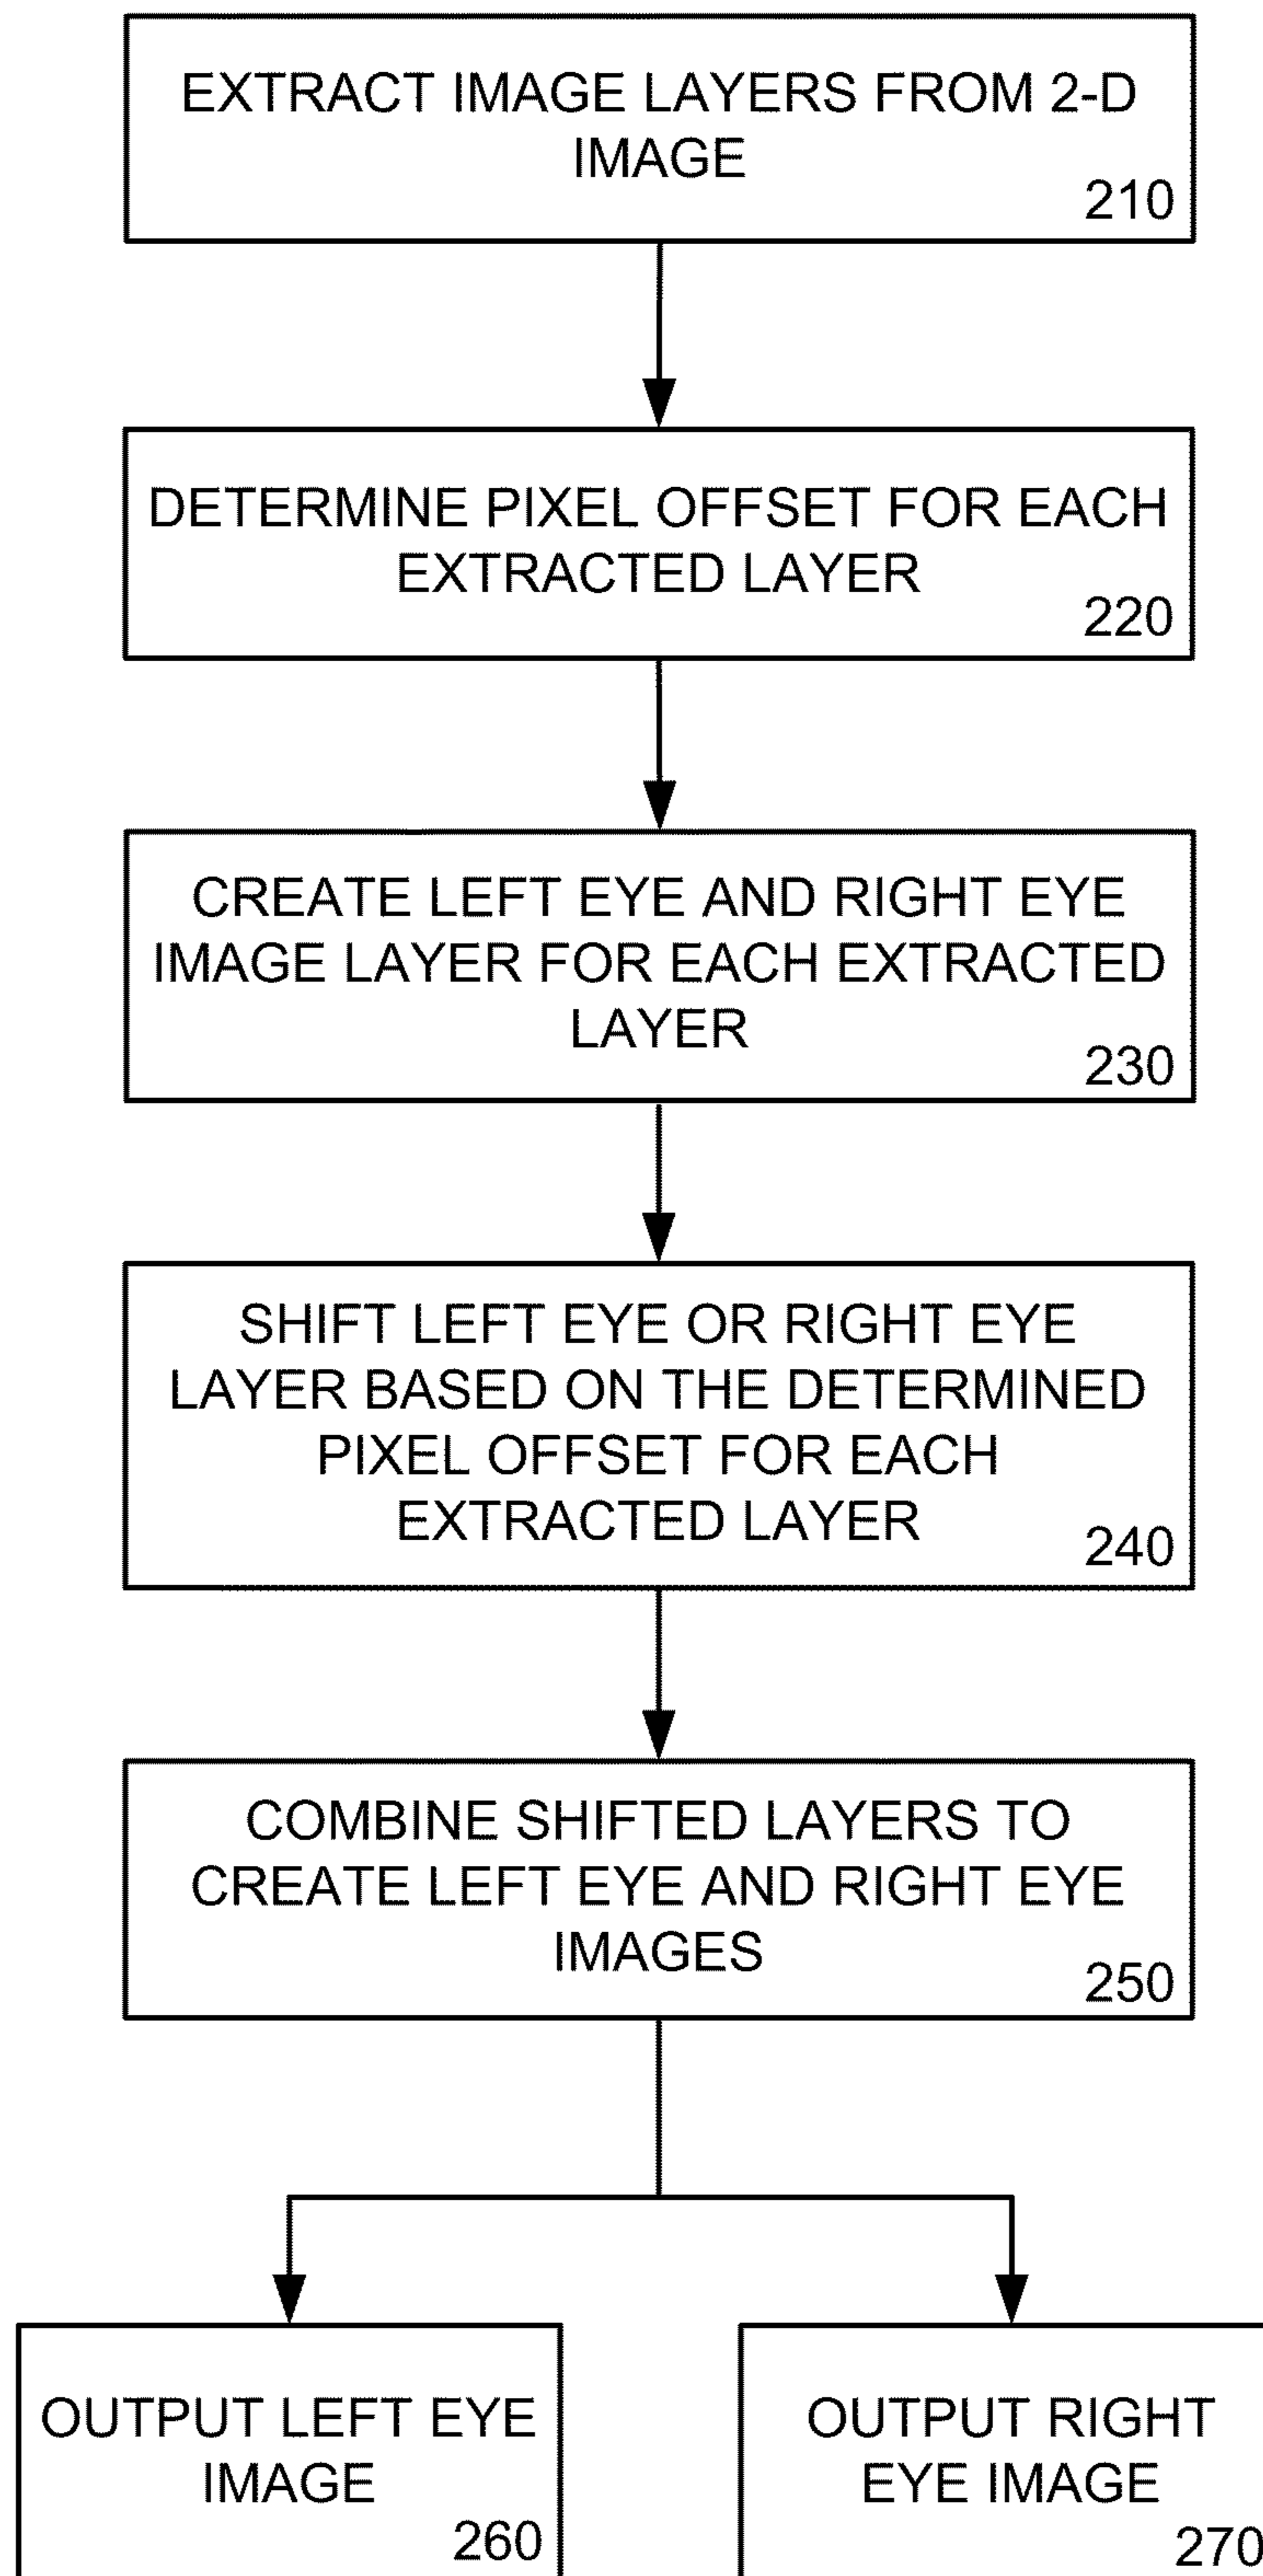 EXTRACT IMAGE LAYERS FROM 2-D
IMAGE
210
DETERMINE PIXEL OFFSET FOR EACH
EXTRACTED LAYER
220
CREATE LEFT EYE AND RIGHT EYE
IMAGE LAYER FOR EACH EXTRACTED
LAYER
230
SHIFT LEFT EYE OR RIGHT EYE
LAYER BASED ON THE DETERMINED
PIXEL OFFSET FOR EACH
EXTRACTED LAYER
240
COMBINE SHIFTED LAYERS TO
CREATE LEFT EYE AND RIGHT EYE
IMAGES
250
OUTPUT LEFT EYE
IMAGE
260
OUTPUT RIGHT
EYE IMAGE
270